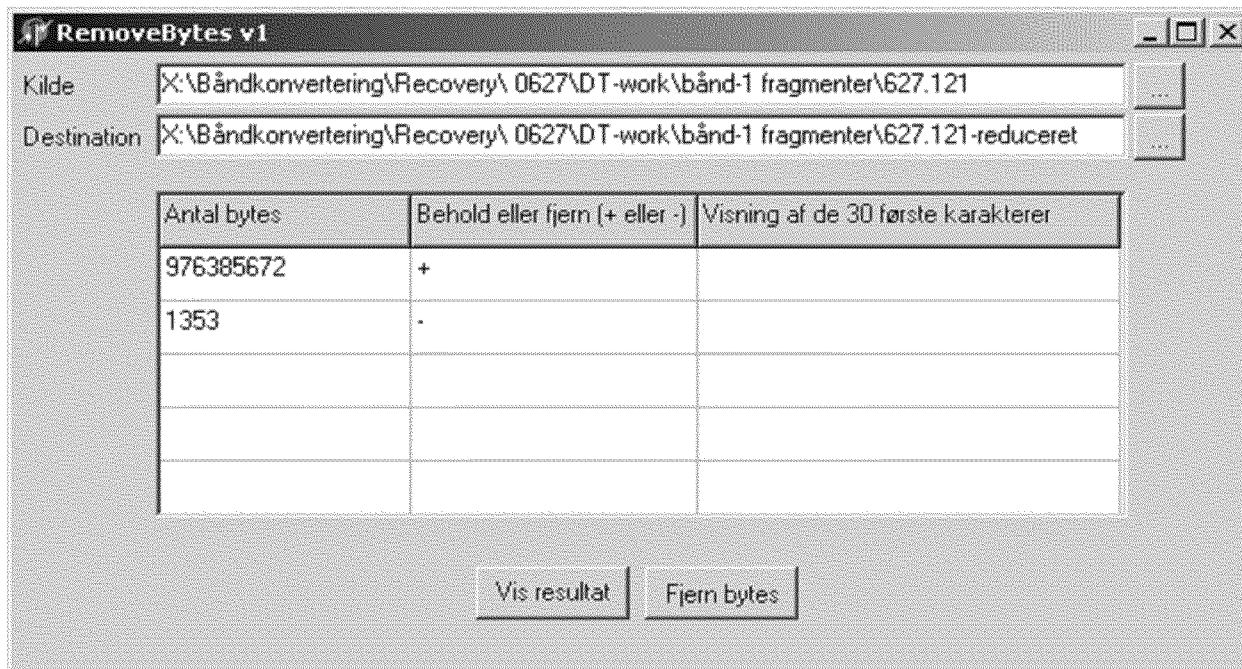 RemoveBytes v1
Kilde X:\Båndkonvertering\Recovery\ 0627\DT-work\bånd-1 fragmenter\627.121 ...
Destination X:\Båndkonvertering\Recovery\ 0627\DT-work\bånd-1 fragmenter\627.121-reduceret ...
Antal bytes Behold eller fjern (+ eller -) Visning af de 30 første karakterer
976385672 +
1353 -
Vis resultat Fjern bytes